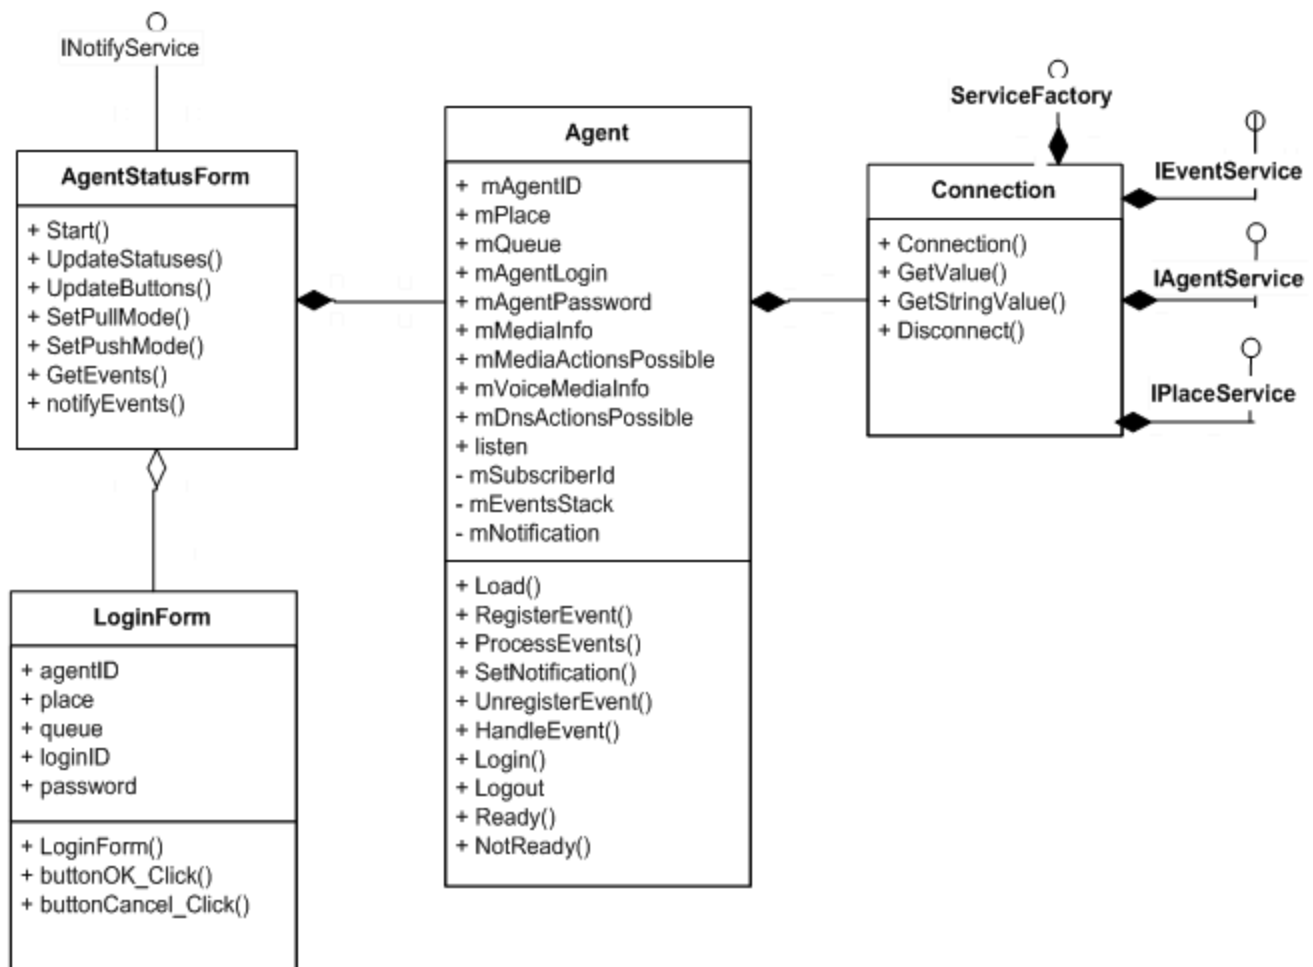 INotifyService
AgentStatusForm
+ Start()
+ UpdateStatuses()
+ UpdateButtons()
+ SetPullMode()
+ SetPushMode()
+ GetEvents()
+ notifyEvents()
LoginForm
+ agentID
+ place
+ queue
+ loginID
+ password
+ LoginForm()
+ buttonOK_Click()
+ buttonCancel_Click()
Agent
+ mAgentID
+ mPlace
+ mQueue
+ mAgentLogin
+ mAgentPassword
+ mMediaInfo
+ mMediaActionsPossible
+ mVoiceMediaInfo
+ mDnsActionsPossible
+ listen
- mSubscriberId
- mEventsStack
- mNotification
+ Load()
+ RegisterEvent()
+ ProcessEvents()
+ SetNotification()
+ UnregisterEvent()
+ HandleEvent()
+ Login()
+ Logout
+ Ready()
+ NotReady()
ServiceFactory
Connection
+ Connection()
+ GetValue()
+ GetStringValue()
+ Disconnect()
IEventService
IAgentService
IPlaceService